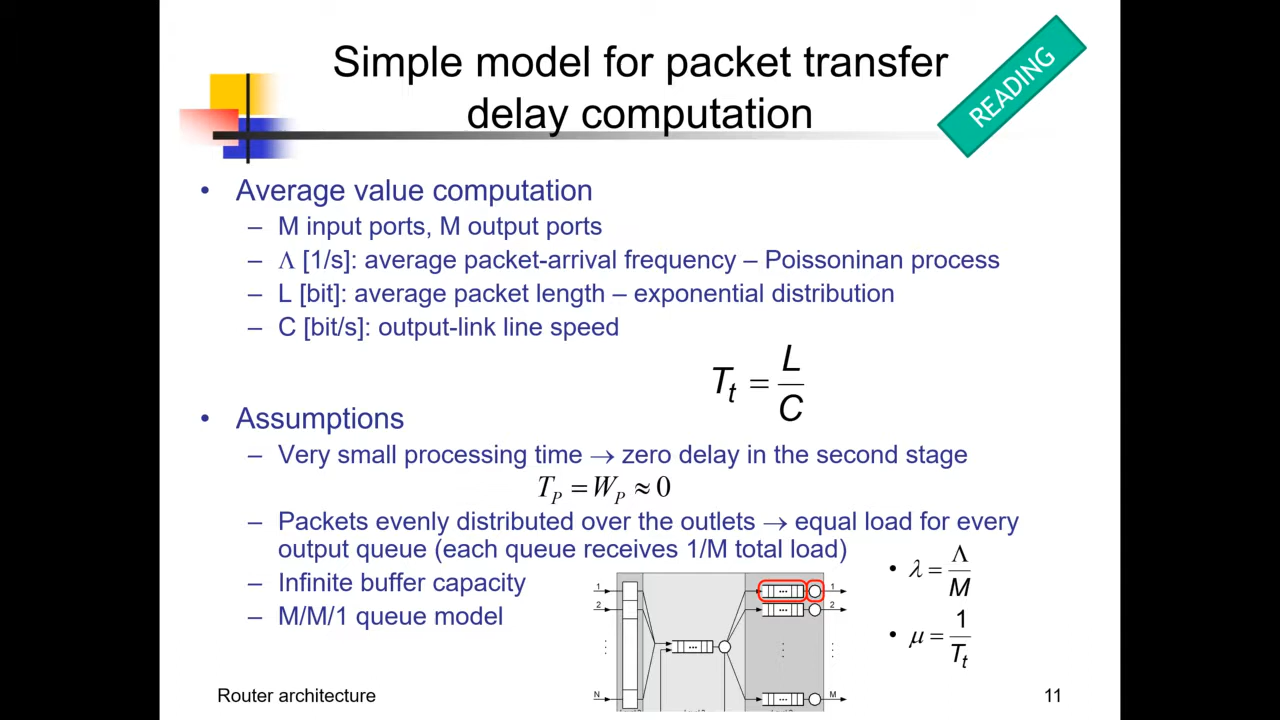 Simple model for packet transfer
delay computation
READING
• Average value computation
– M input ports, M output ports
– Λ [1/s]: average packet-arrival frequency – Poissoninan process
– L [bit]: average packet length – exponential distribution
– C [bit/s]: output-link line speed
T_t = L / C
• Assumptions
– Very small processing time → zero delay in the second stage
T_P = W_P ≈ 0
– Packets evenly distributed over the outlets → equal load for every
output queue (each queue receives 1/M total load)
– Infinite buffer capacity
– M/M/1 queue model
• λ = Λ / M
• μ = 1 / T_t
1
2
⋮
N
...
...
...
...
1
2
⋮
M
Router architecture
11